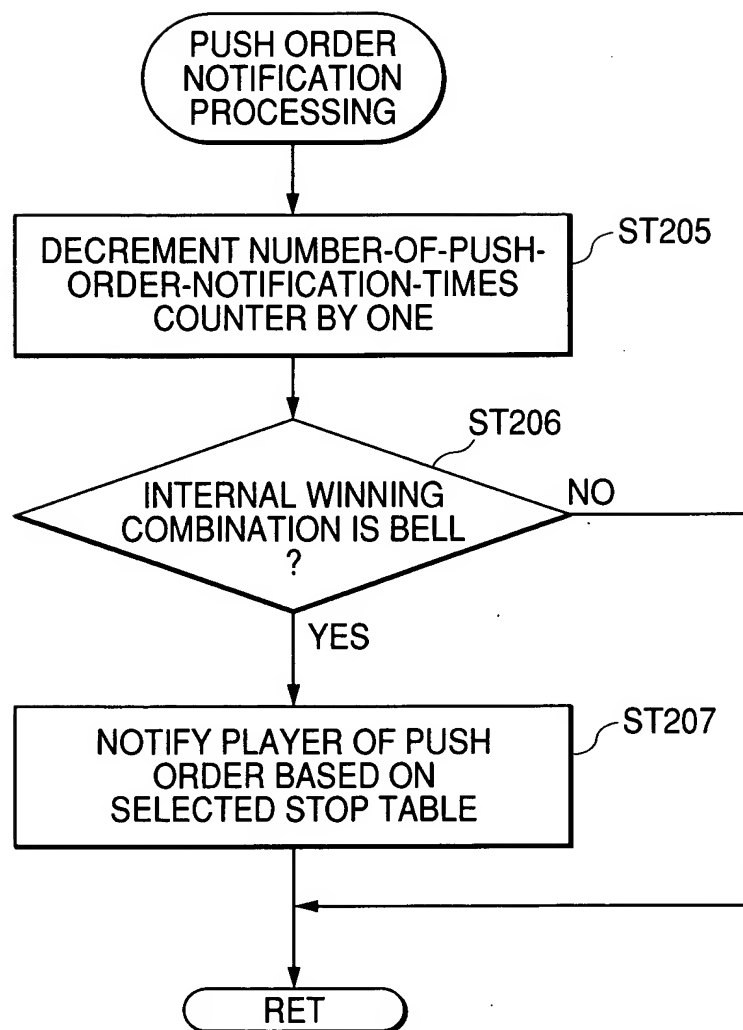 PUSH ORDER
NOTIFICATION
PROCESSING
DECREMENT NUMBER-OF-PUSH-
ORDER-NOTIFICATION-TIMES
COUNTER BY ONE
ST205
INTERNAL WINNING
COMBINATION IS BELL
?
ST206
NO
YES
NOTIFY PLAYER OF PUSH
ORDER BASED ON
SELECTED STOP TABLE
ST207
RET